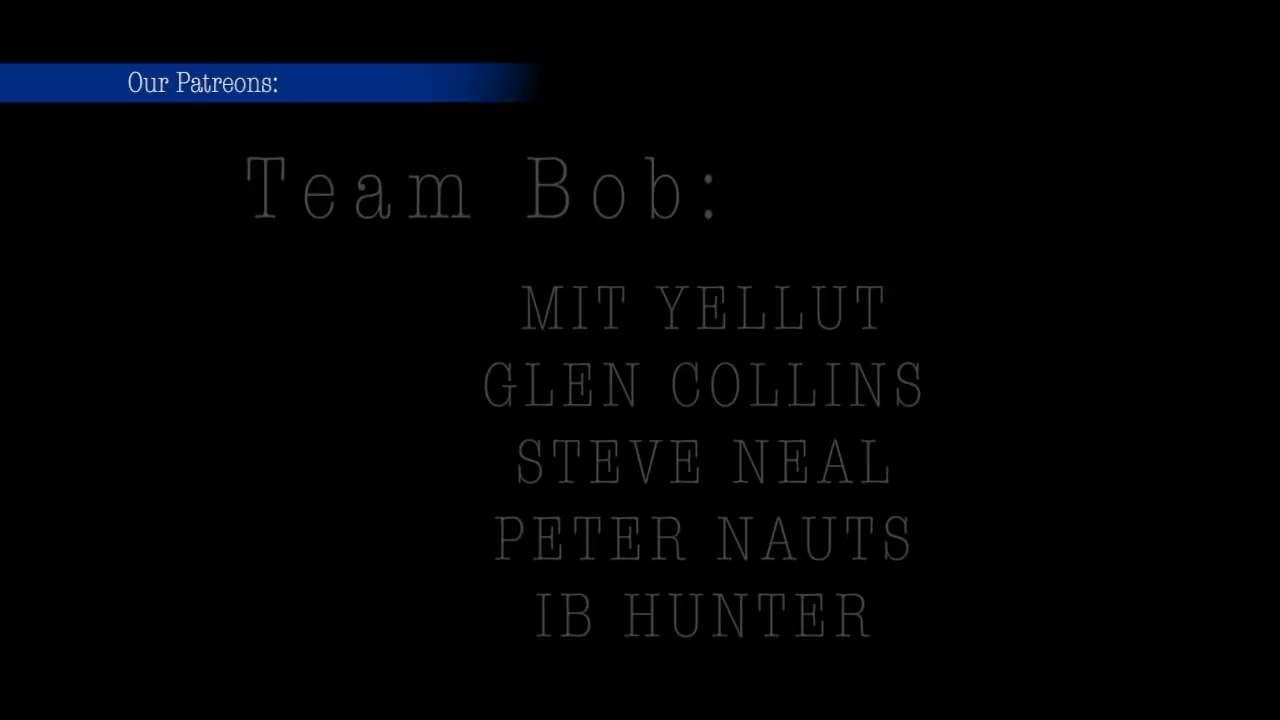 Our Patreons:
Team Bob:
MIT YELLUT
GLEN COLLINS
STEVE NEAL
PETER NAUTS
IB HUNTER